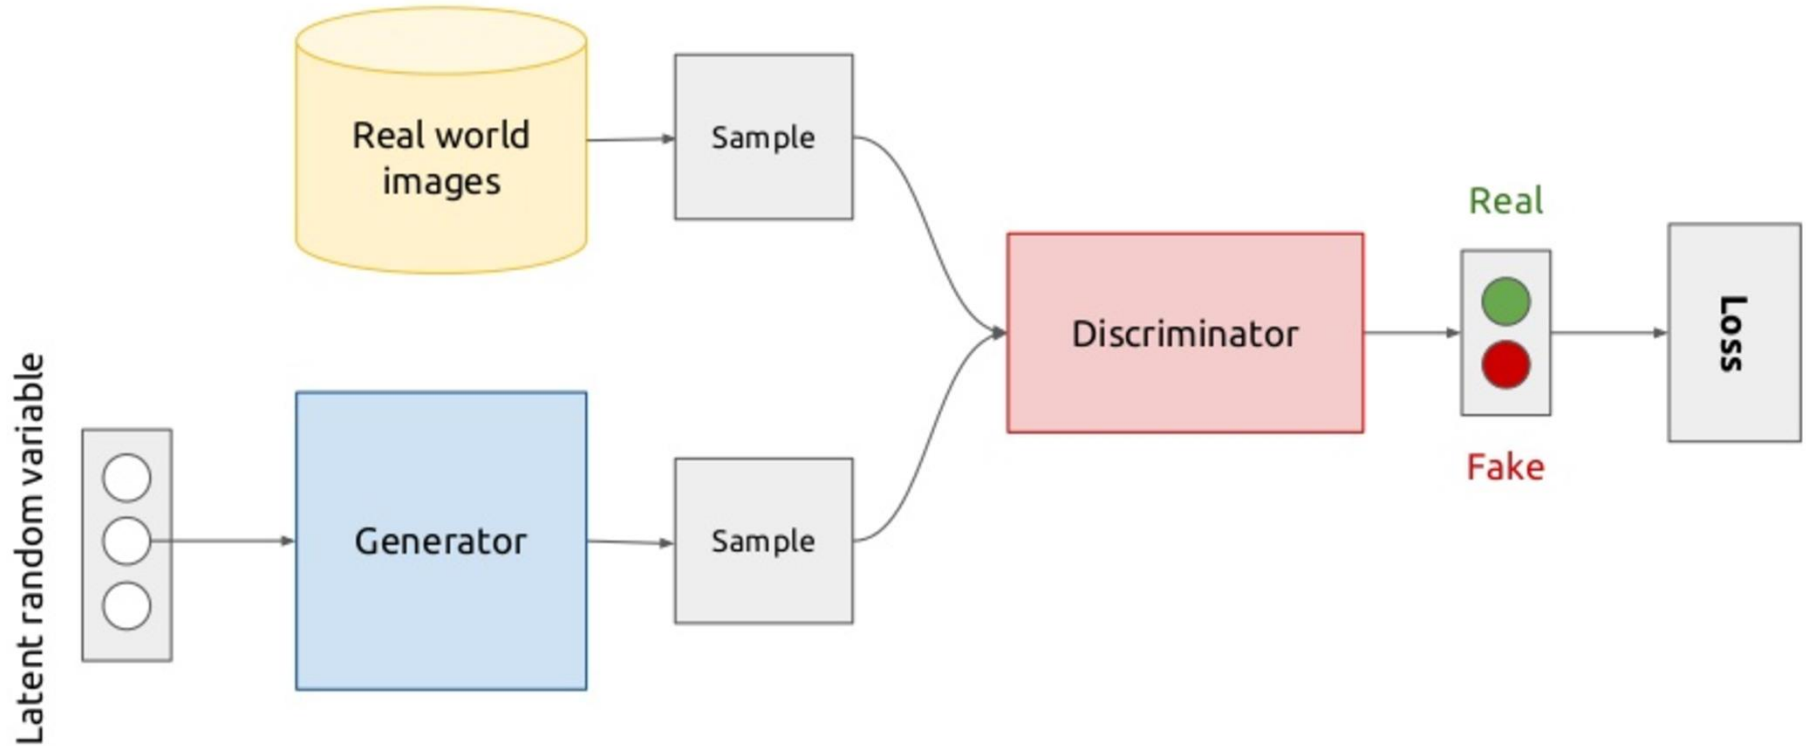 Real world
images
Sample
Real
Discriminator
Loss
Fake
Latent random variable
Generator
Sample